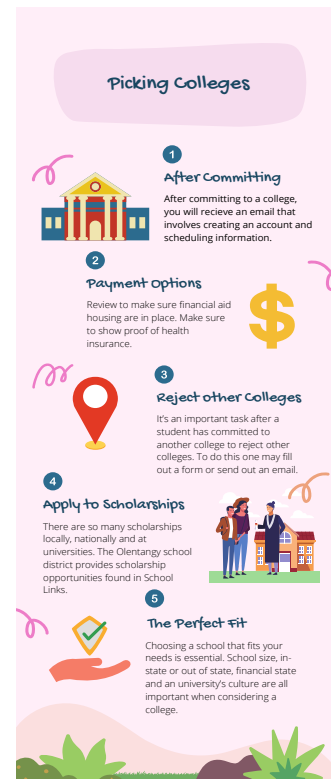 Picking Colleges
1
After Committing
After committing to a college,
you will recieve an email that
involves creating an account and
scheduling information.
2
Payment Options
Review to make sure financial aid
housing are in place. Make sure
to show proof of health
insurance.
$
3
Reject other Colleges
It's an important task after a
student has committed to
another college to reject other
colleges. To do this one may fill
out a form or send out an email.
4
Apply to Scholarships
There are so many scholarships
locally, nationally and at
universities. The Olentangy school
district provides scholarship
opportunities found in School
Links.
5
The Perfect Fit
Choosing a school that fits your
needs is essential. School size, in-
state or out of state, financial state
and an university's culture are all
important when considering a
college.